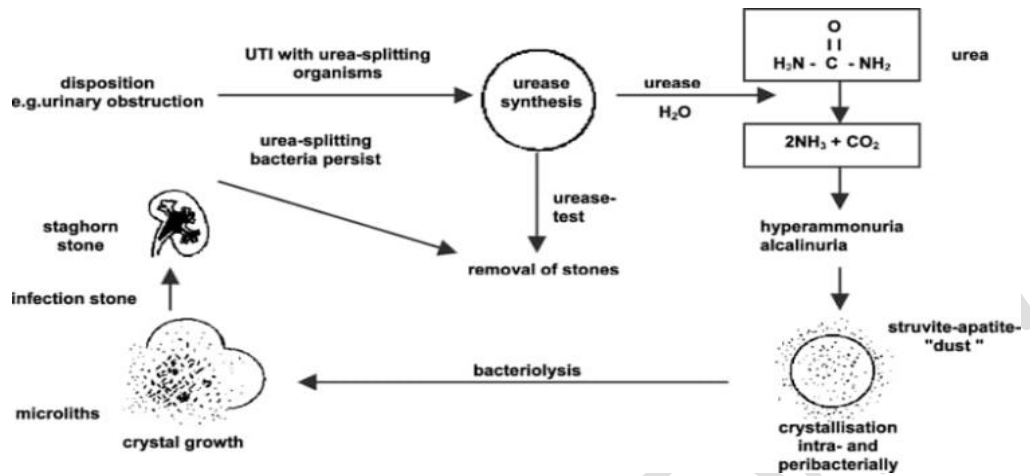 disposition
e.g.urinary obstruction
UTI with urea-splitting
organisms
urease
synthesis
urease
H₂O
O
II
H₂N - C - NH₂
urea
2NH₃ + CO₂
urea-splitting
bacteria persist
urease-
test
removal of stones
hyperammonuria
alcalinuria
staghorn
stone
infection stone
struvite-apatite-
"dust "
microliths
crystal growth
bacteriolysis
crystallisation
intra- and
peribacterially